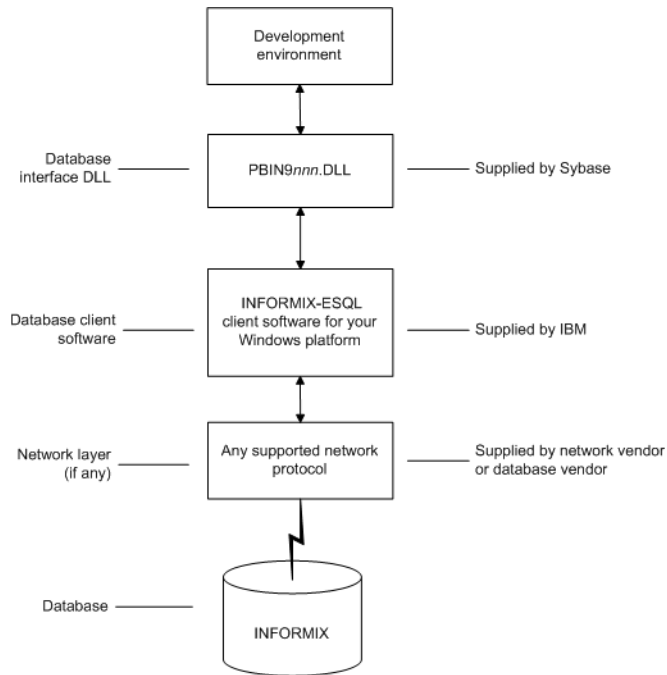 Development
environment
Database
interface DLL
PBIN9nnn.DLL
Supplied by Sybase
Database client
software
INFORMIX-ESQL
client software for your
Windows platform
Supplied by IBM
Network layer
(if any)
Any supported network
protocol
Supplied by network vendor
or database vendor
Database
INFORMIX